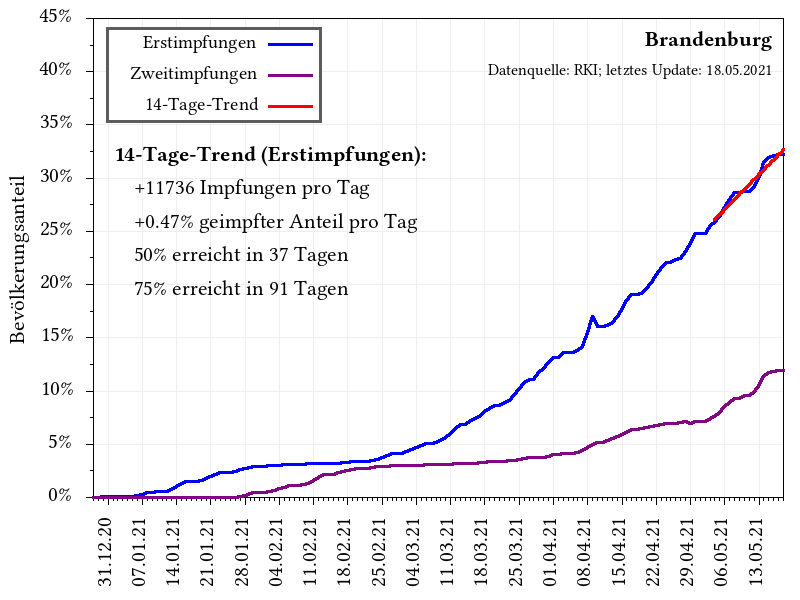 45%
40%
35%
30%
25%
20%
15%
10%
5%
0%
Bevölkerungsanteil
Erstimpfungen
Zweitimpfungen
14-Tage-Trend
Brandenburg
Datenquelle: RKI; letztes Update: 18.05.2021
14-Tage-Trend (Erstimpfungen):
+11736 Impfungen pro Tag
+0.47% geimpfter Anteil pro Tag
50% erreicht in 37 Tagen
75% erreicht in 91 Tagen
31.12.20
07.01.21
14.01.21
21.01.21
28.01.21
04.02.21
11.02.21
18.02.21
25.02.21
04.03.21
11.03.21
18.03.21
25.03.21
01.04.21
08.04.21
15.04.21
22.04.21
29.04.21
06.05.21
13.05.21